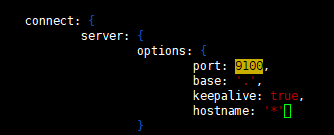 connect: {
server: {
options: {
port: 9100,
base: '.',
keepalive: true,
hostname: '*'
}